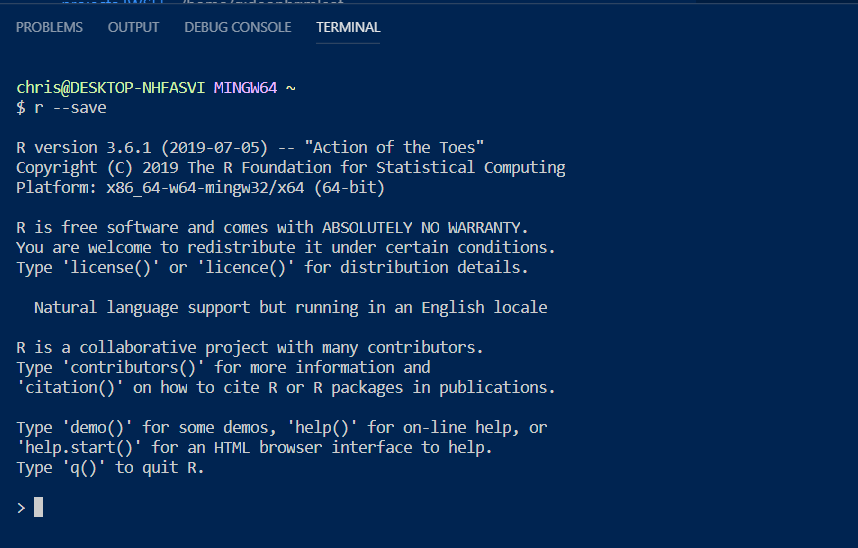 PROBLEMS OUTPUT DEBUG CONSOLE TERMINAL
chris@DESKTOP-NHFASVI MINGW64 ~
$ r --save
R version 3.6.1 (2019-07-05) -- "Action of the Toes"
Copyright (C) 2019 The R Foundation for Statistical Computing
Platform: x86_64-w64-mingw32/x64 (64-bit)
R is free software and comes with ABSOLUTELY NO WARRANTY.
You are welcome to redistribute it under certain conditions.
Type 'license()' or 'licence()' for distribution details.
  Natural language support but running in an English locale
R is a collaborative project with many contributors.
Type 'contributors()' for more information and
'citation()' on how to cite R or R packages in publications.
Type 'demo()' for some demos, 'help()' for on-line help, or
'help.start()' for an HTML browser interface to help.
Type 'q()' to quit R.
>